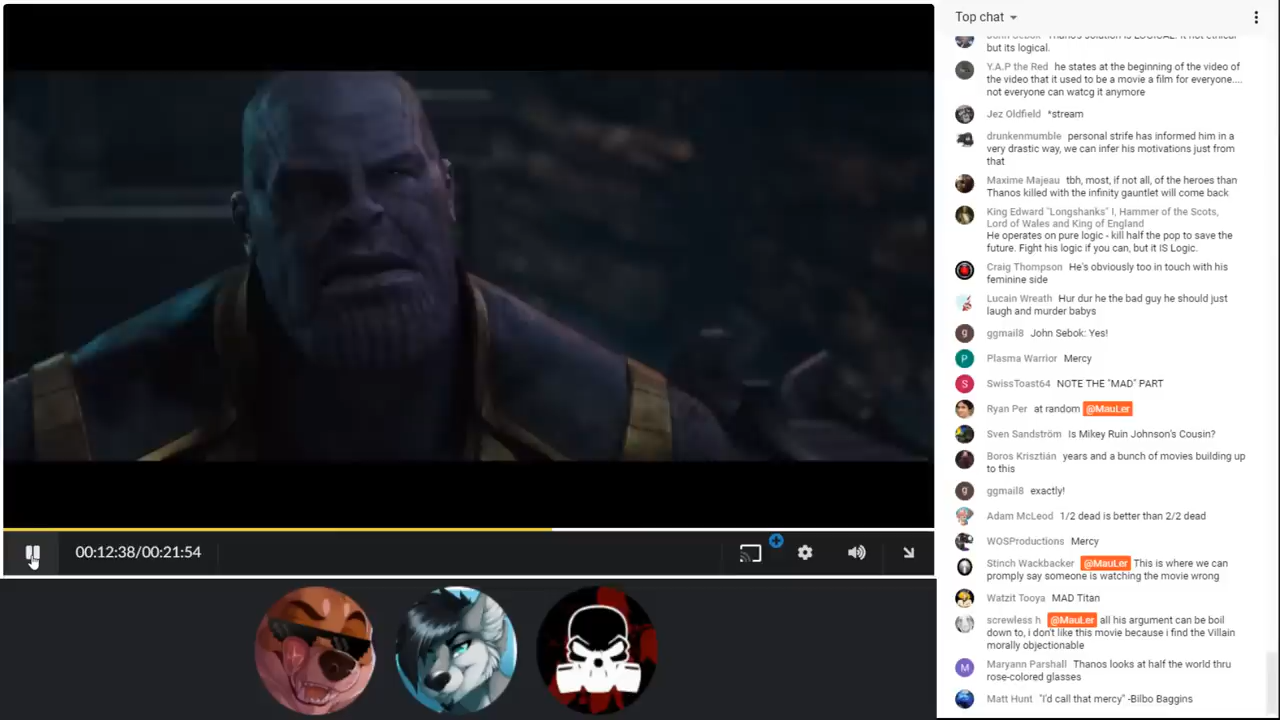 Top chat
Thanos solution is LOGICAL. It not ethical
but its logical.
Y.A.P the Red he states at the beginning of the video of
the video that it used to be a movie a film for everyone....
not everyone can watcg it anymore
Jez Oldfield *stream
drunkenmumble personal strife has informed him in a
very drastic way, we can infer his motivations just from
that
Maxime Majeau tbh, most, if not all, of the heroes than
Thanos killed with the infinity gauntlet will come back
King Edward "Longshanks" I, Hammer of the Scots,
Lord of Wales and King of England
He operates on pure logic - kill half the pop to save the
future. Fight his logic if you can, but it IS Logic.
Craig Thompson He's obviously too in touch with his
feminine side
Lucain Wreath Hur dur he the bad guy he should just
laugh and murder babys
g ggmail8 John Sebok: Yes!
P Plasma Warrior Mercy
S SwissToast64 NOTE THE "MAD" PART
Ryan Per at random @MauLer
Sven Sandström Is Mikey Ruin Johnson's Cousin?
Boros Krisztián years and a bunch of movies building up
to this
g ggmail8 exactly!
Adam McLeod 1/2 dead is better than 2/2 dead
WOSProductions Mercy
Stinch Wackbacker @MauLer This is where we can
promply say someone is watching the movie wrong
Watzit Tooya MAD Titan
screwless h @MauLer all his argument can be boil
down to, i don't like this movie because i find the Villain
morally objectionable
M Maryann Parshall Thanos looks at half the world thru
rose-colored glasses
Matt Hunt "I'd call that mercy" -Bilbo Baggins
00:12:38/00:21:54